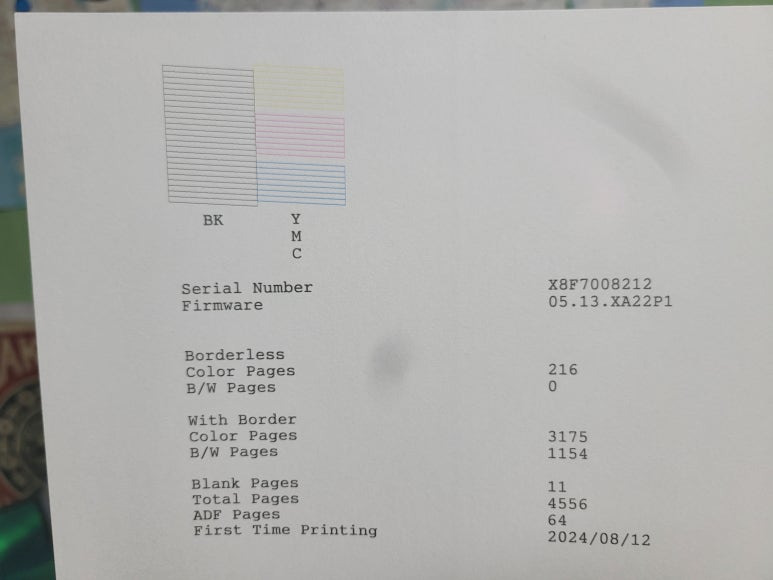 BK Y
M
C
Serial Number X8F7008212
Firmware 05.13.XA22P1
Borderless
Color Pages 216
B/W Pages 0
With Border
Color Pages 3175
B/W Pages 1154
Blank Pages 11
Total Pages 4556
ADF Pages 64
First Time Printing 2024/08/12